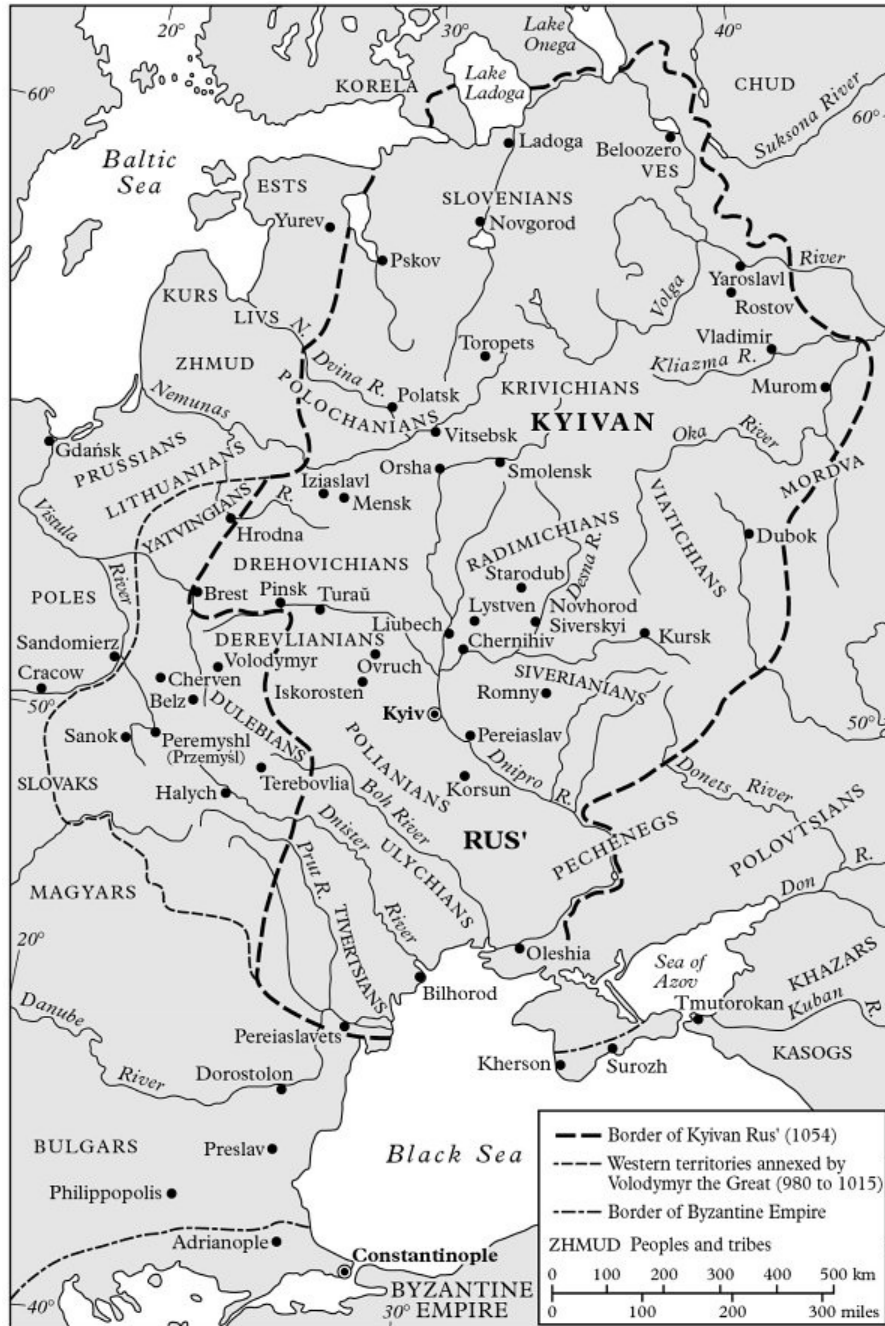 20°
30°
40°
Lake
Onega
60°
KORELA
Lake
Ladoga
CHUD
Suksona River
60°
Baltic
Sea
Ladoga
Beloozero
VES
ESTS
SLOVENIANS
Yurev
Novgorod
Pskov
River
Yaroslavl
KURS
Volga
Rostov
LIVS
N.
Dvina R.
Toropets
Vladimir
Kliazma R.
ZHMUD
KRIVICHIANS
Murom
Nemunas
Polatsk
POLOCHANIANS
KYIVAN
Gdańsk
Vitsebsk
Oka
River
PRUSSIANS
Orsha
Smolensk
MORDVA
LITHUANIANS
Iziaslavl
VIATICHIANS
Vistula
YATVINGIANS
R.
Mensk
Hrodna
RADIMICHIANS
Dubok
River
DREHOVICHIANS
Starodub
Desna R.
POLES
Brest
Pinsk
Turaŭ
Lystven
Novhorod
Siverskyi
Liubech
Kursk
Sandomierz
DEREVLIANIANS
Chernihiv
Cracow
Cherven
Volodymyr
Ovruch
SIVERIANIANS
50°
Belz
Iskorosten
Romny
Kyiv
50°
DULEBIANS
Sanok
Peremyshl
(Przemyśl)
Pereiaslav
POLIANIANS
Dnipro
R.
SLOVAKS
Terebovlia
Korsun
Donets River
Halych
Boh River
Dnister
River
RUS'
PECHENEGS
POLOVTSIANS
ULYCHIANS
Prut R.
MAGYARS
Don
R.
TIVERTSIANS
20°
Oleshia
Sea of
Azov
KHAZARS
Bilhorod
Tmutorokan
Kuban
R.
Danube
River
Pereiaslavets
Kherson
Surozh
KASOGS
Dorostolon
BULGARS
Preslav
Black Sea
Philippopolis
Adrianople
Constantinople
BYZANTINE
EMPIRE
40°
30°
Border of Kyivan Rus' (1054)
Western territories annexed by
Volodymyr the Great (980 to 1015)
Border of Byzantine Empire
ZHMUD Peoples and tribes
0 100 200 300 400 500 km
0 100 200 300 miles